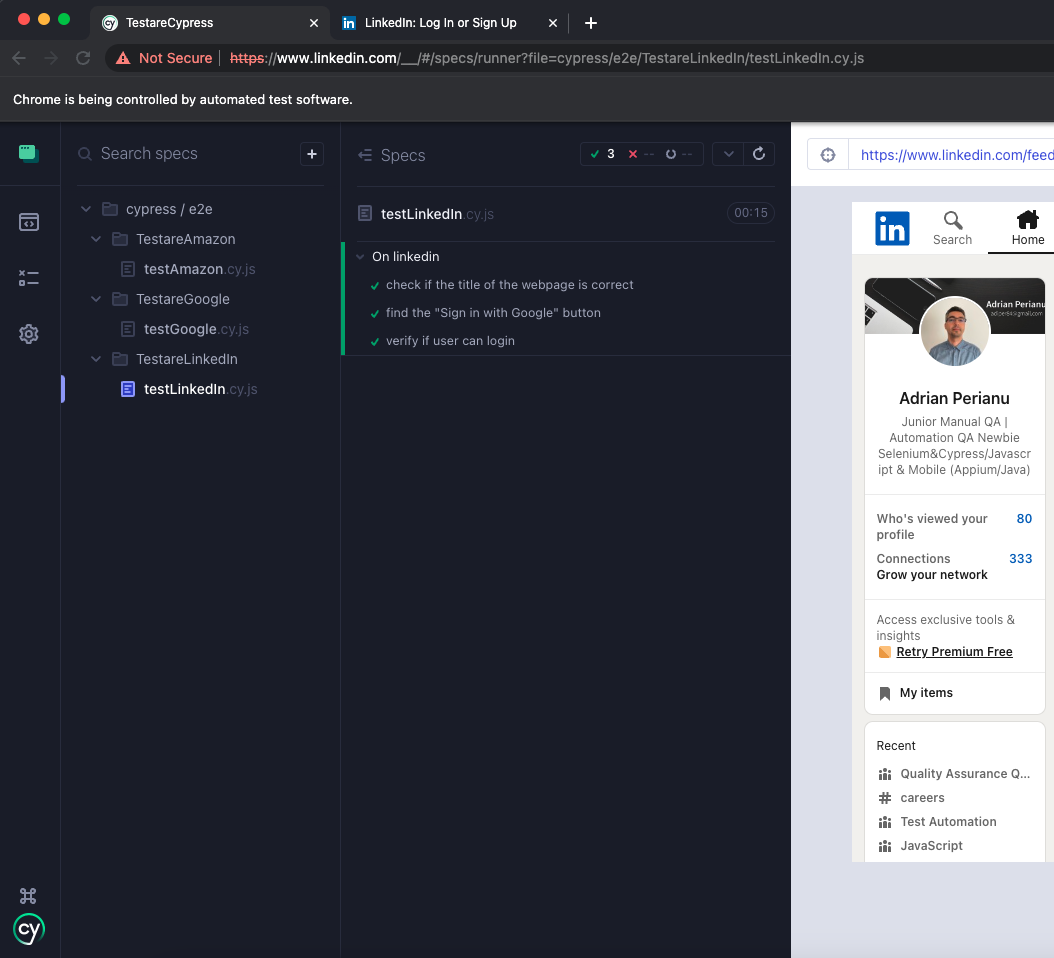 TestareCypress
LinkedIn: Log In or Sign Up
Not Secure
https://www.linkedin.com/__/#/specs/runner?file=cypress/e2e/TestareLinkedIn/testLinkedIn.cy.js
Chrome is being controlled by automated test software.
Search specs
+
cypress / e2e
TestareAmazon
testAmazon.cy.js
TestareGoogle
testGoogle.cy.js
TestareLinkedIn
testLinkedIn.cy.js
cy
Specs
3 -- --
testLinkedIn.cy.js
00:15
On linkedin
check if the title of the webpage is correct
find the "Sign in with Google" button
verify if user can login
https://www.linkedin.com/feed
in
Search
Home
Adrian Perianu
adiper84@gmail.com
Adrian Perianu
Junior Manual QA |
Automation QA Newbie
Selenium&Cypress/Javascr
ipt & Mobile (Appium/Java)
Who's viewed your
profile
80
Connections
333
Grow your network
Access exclusive tools &
insights
Retry Premium Free
My items
Recent
Quality Assurance Q...
# careers
Test Automation
JavaScript